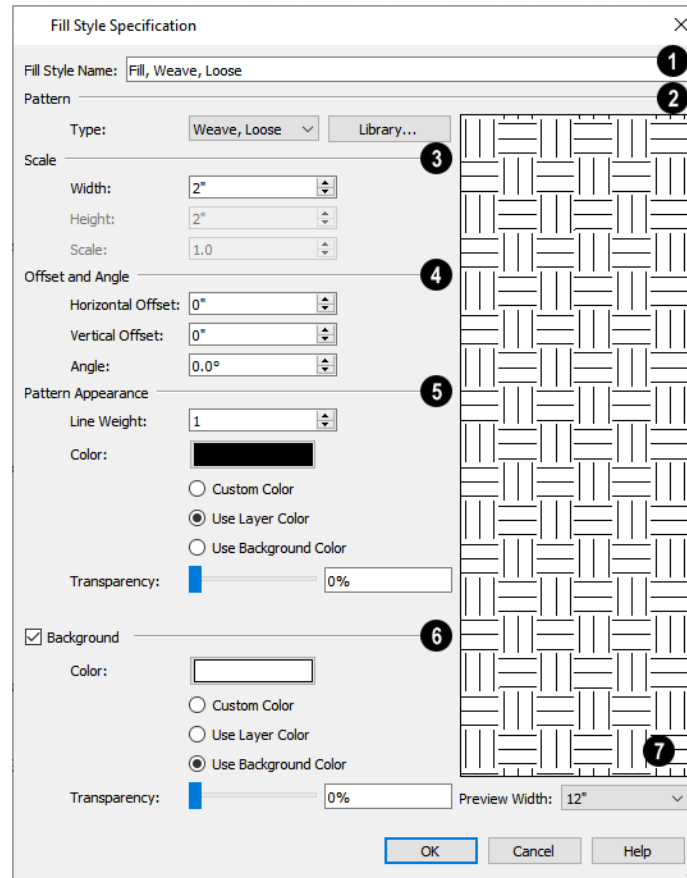 Fill Style Specification
Fill Style Name: Fill, Weave, Loose 1
Pattern 2
Type: Weave, Loose Library...
Scale 3
Width: 2"
Height: 2"
Scale: 1.0
Offset and Angle 4
Horizontal Offset: 0"
Vertical Offset: 0"
Angle: 0.0°
Pattern Appearance 5
Line Weight: 1
Color:
Custom Color
Use Layer Color
Use Background Color
Transparency: 0%
Background 6
Color:
Custom Color
Use Layer Color
Use Background Color
7
Transparency: 0% Preview Width: 12"
OK Cancel Help